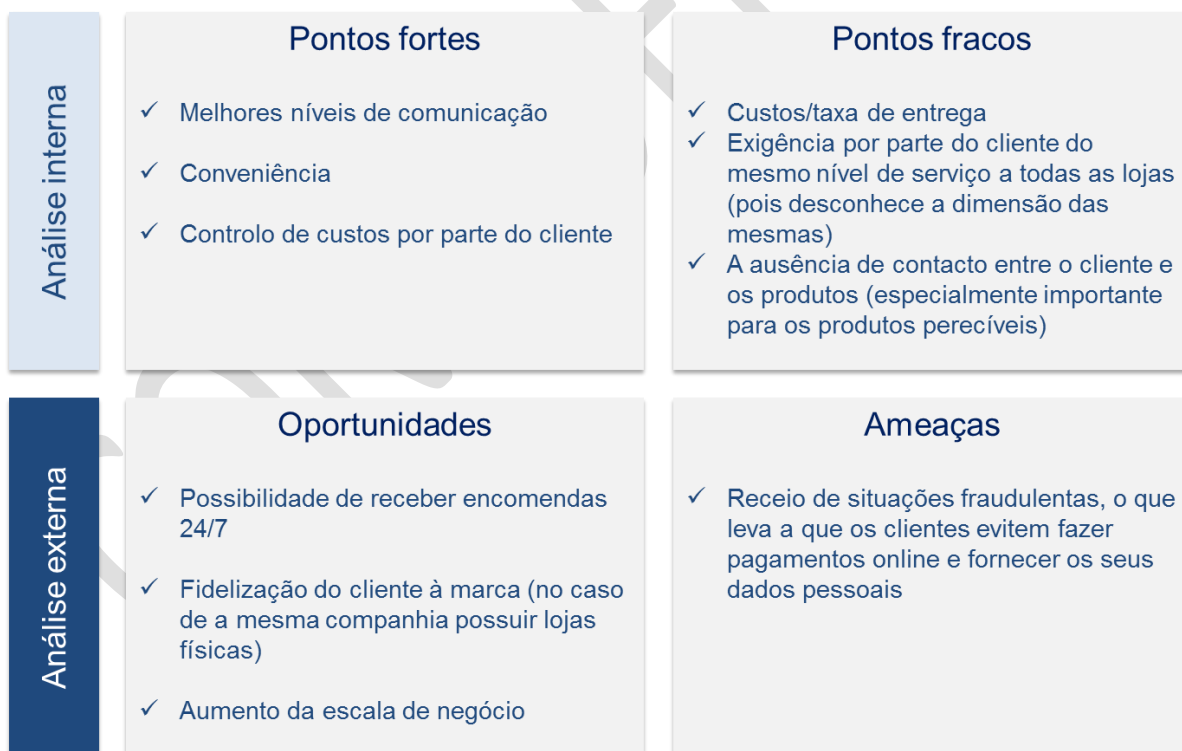 Análise interna
Pontos fortes
✓ Melhores níveis de comunicação
✓ Conveniência
✓ Controlo de custos por parte do cliente
Pontos fracos
✓ Custos/taxa de entrega
✓ Exigência por parte do cliente do
mesmo nível de serviço a todas as lojas
(pois desconhece a dimensão das
mesmas)
✓ A ausência de contacto entre o cliente e
os produtos (especialmente importante
para os produtos perecíveis)
Análise externa
Oportunidades
✓ Possibilidade de receber encomendas
24/7
✓ Fidelização do cliente à marca (no caso
de a mesma companhia possuir lojas
físicas)
✓ Aumento da escala de negócio
Ameaças
✓ Receio de situações fraudulentas, o que
leva a que os clientes evitem fazer
pagamentos online e fornecer os seus
dados pessoais